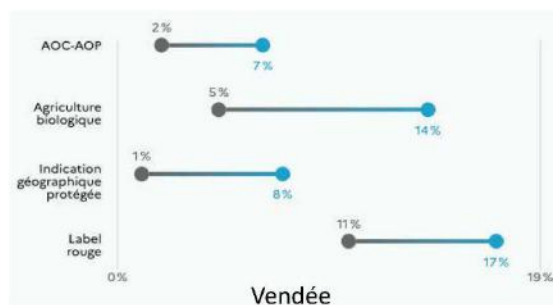 2%
AOC-AOP
7%
5%
Agriculture
biologique
14%
1%
Indication
géographique
protégée
8%
11%
Label
rouge
17%
0%
19%
Vendée